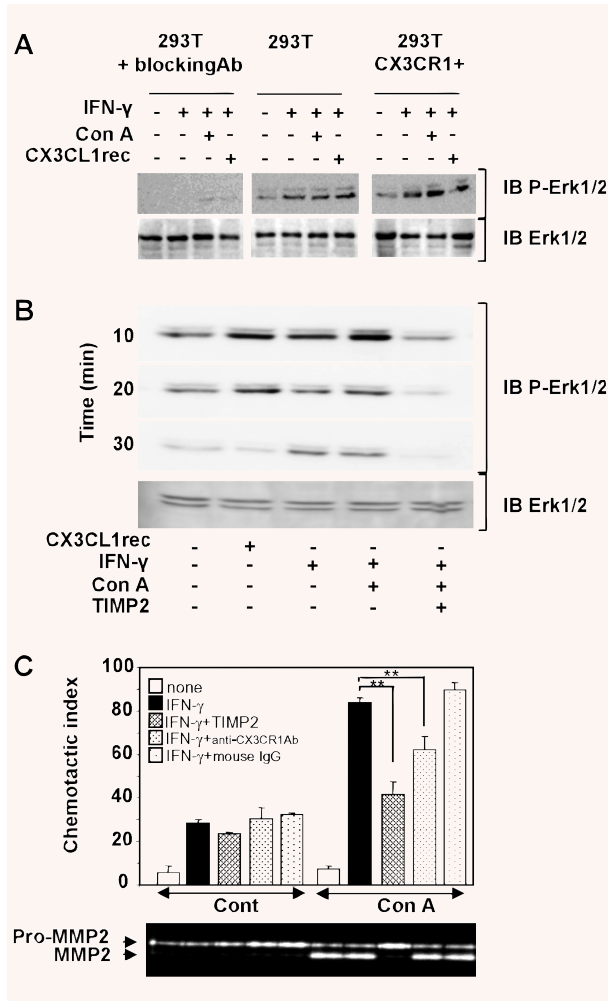 A
293T
+ blockingAb
293T
293T
CX3CR1+
IFN-γ - + + + - + + + - + + +
Con A - - + - - - + - - - + -
CX3CL1rec - - - + - - - + - - - +
IB P-Erk1/2
IB Erk1/2
B
Time (min)
10
20
30
IB P-Erk1/2
IB Erk1/2
CX3CL1rec - + - - -
IFN-γ - - + + +
Con A - - - + +
TIMP2 - - - - +
C
Chemotactic index
100
80
60
40
20
0
none
IFN-γ
IFN-γ+TIMP2
IFN-γ+anti-CX3CR1Ab
IFN-γ+mouse IgG
**
**
Cont
Con A
Pro-MMP2
MMP2